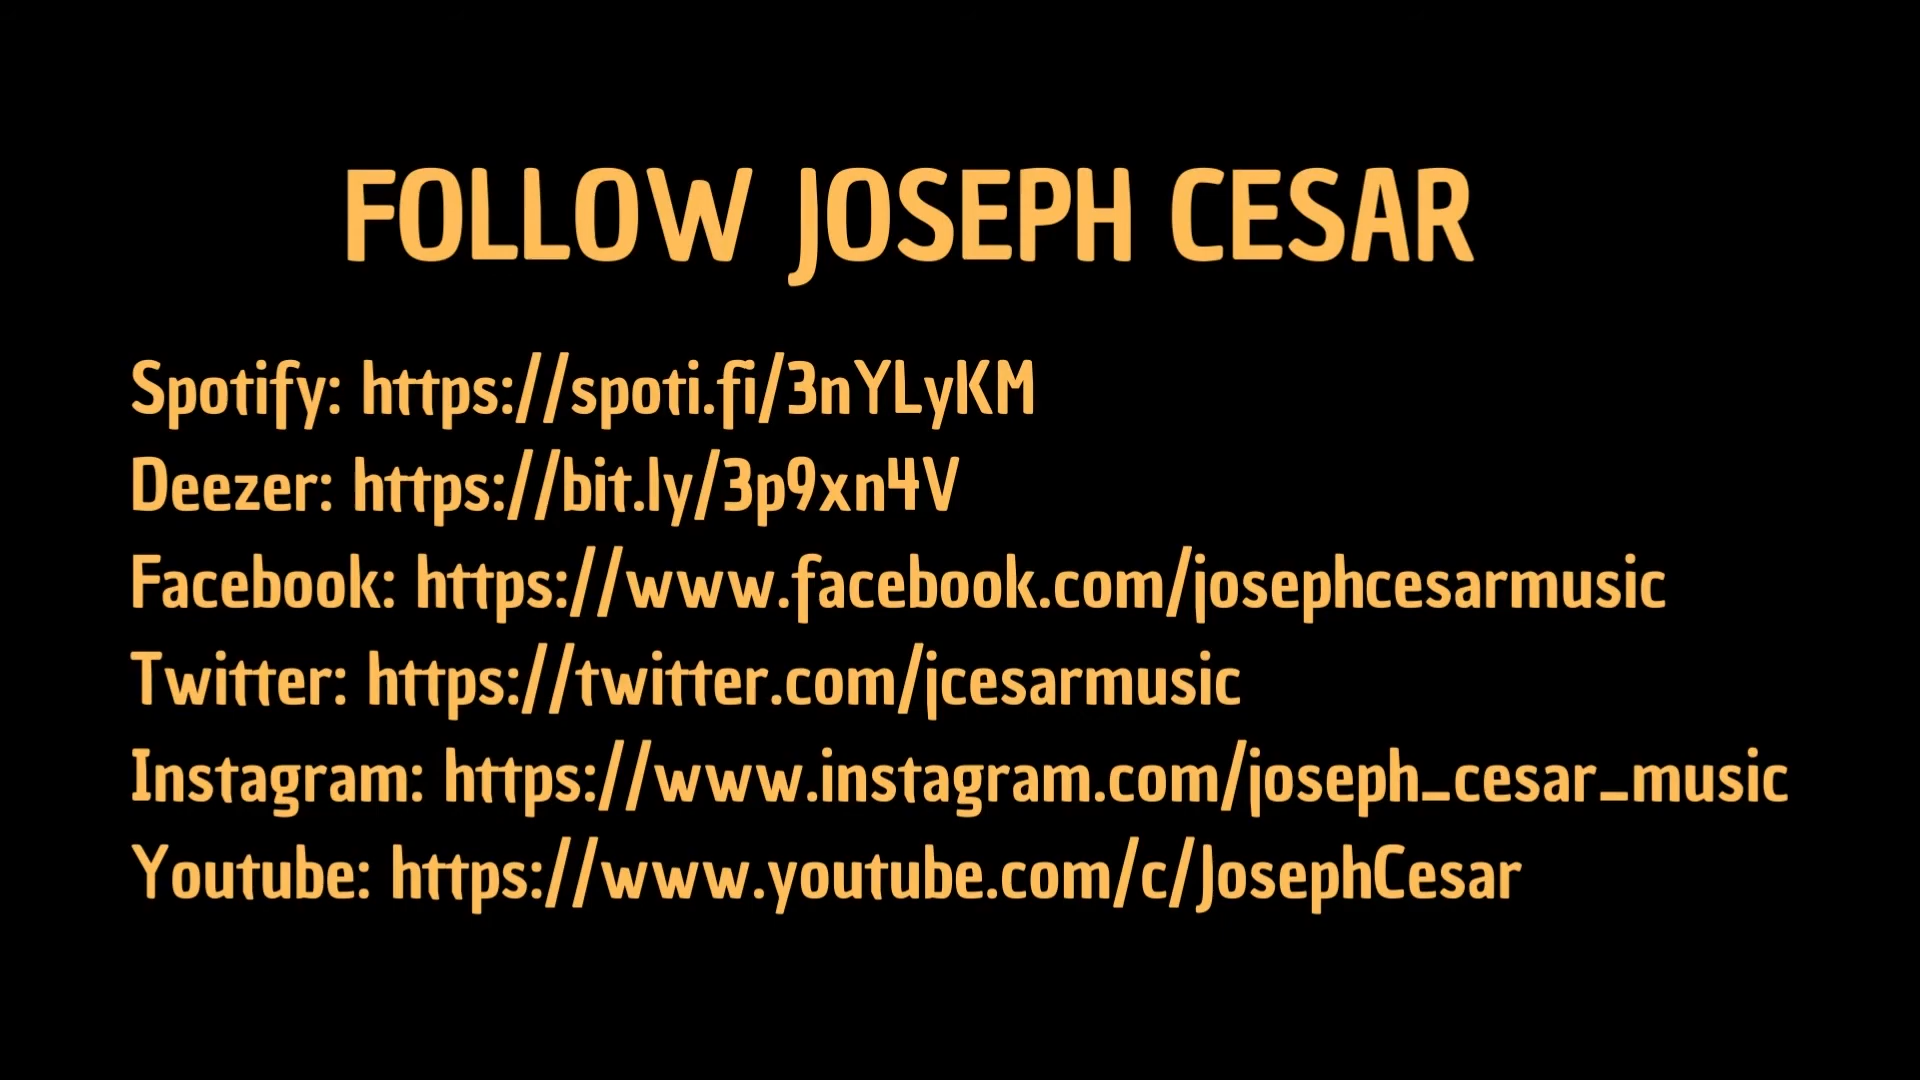 FOLLOW JOSEPH CESAR
Spotify: https://spoti.fi/3nYLyKM
Deezer: https://bit.ly/3p9xn4V
Facebook: https://www.facebook.com/josephcesarmusic
Twitter: https://twitter.com/jcesarmusic
Instagram: https://www.instagram.com/joseph_cesar_music
Youtube: https://www.youtube.com/c/JosephCesar